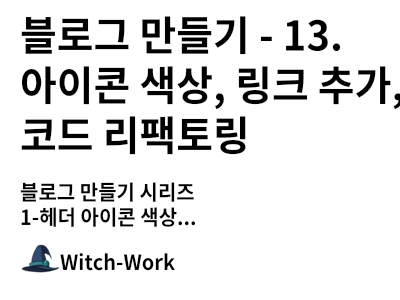 블로그 만들기 - 13.
아이콘 색상, 링크 추가,
코드 리팩토링
블로그 만들기 시리즈
1-헤더 아이콘 색상...
Witch-Work